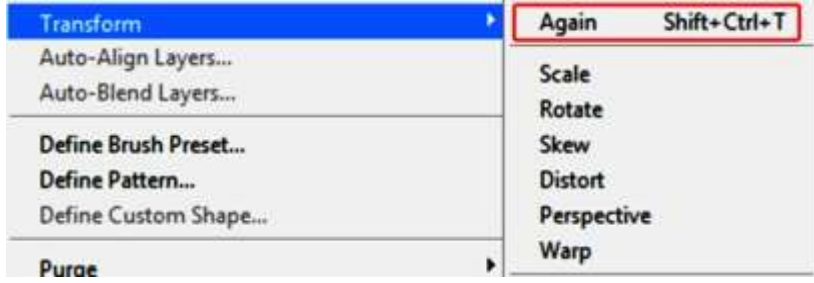 Transform
Auto-Align Layers...
Auto-Blend Layers...
Define Brush Preset...
Define Pattern...
Define Custom Shape...
Purge
Again Shift+Ctrl+T
Scale
Rotate
Skew
Distort
Perspective
Warp